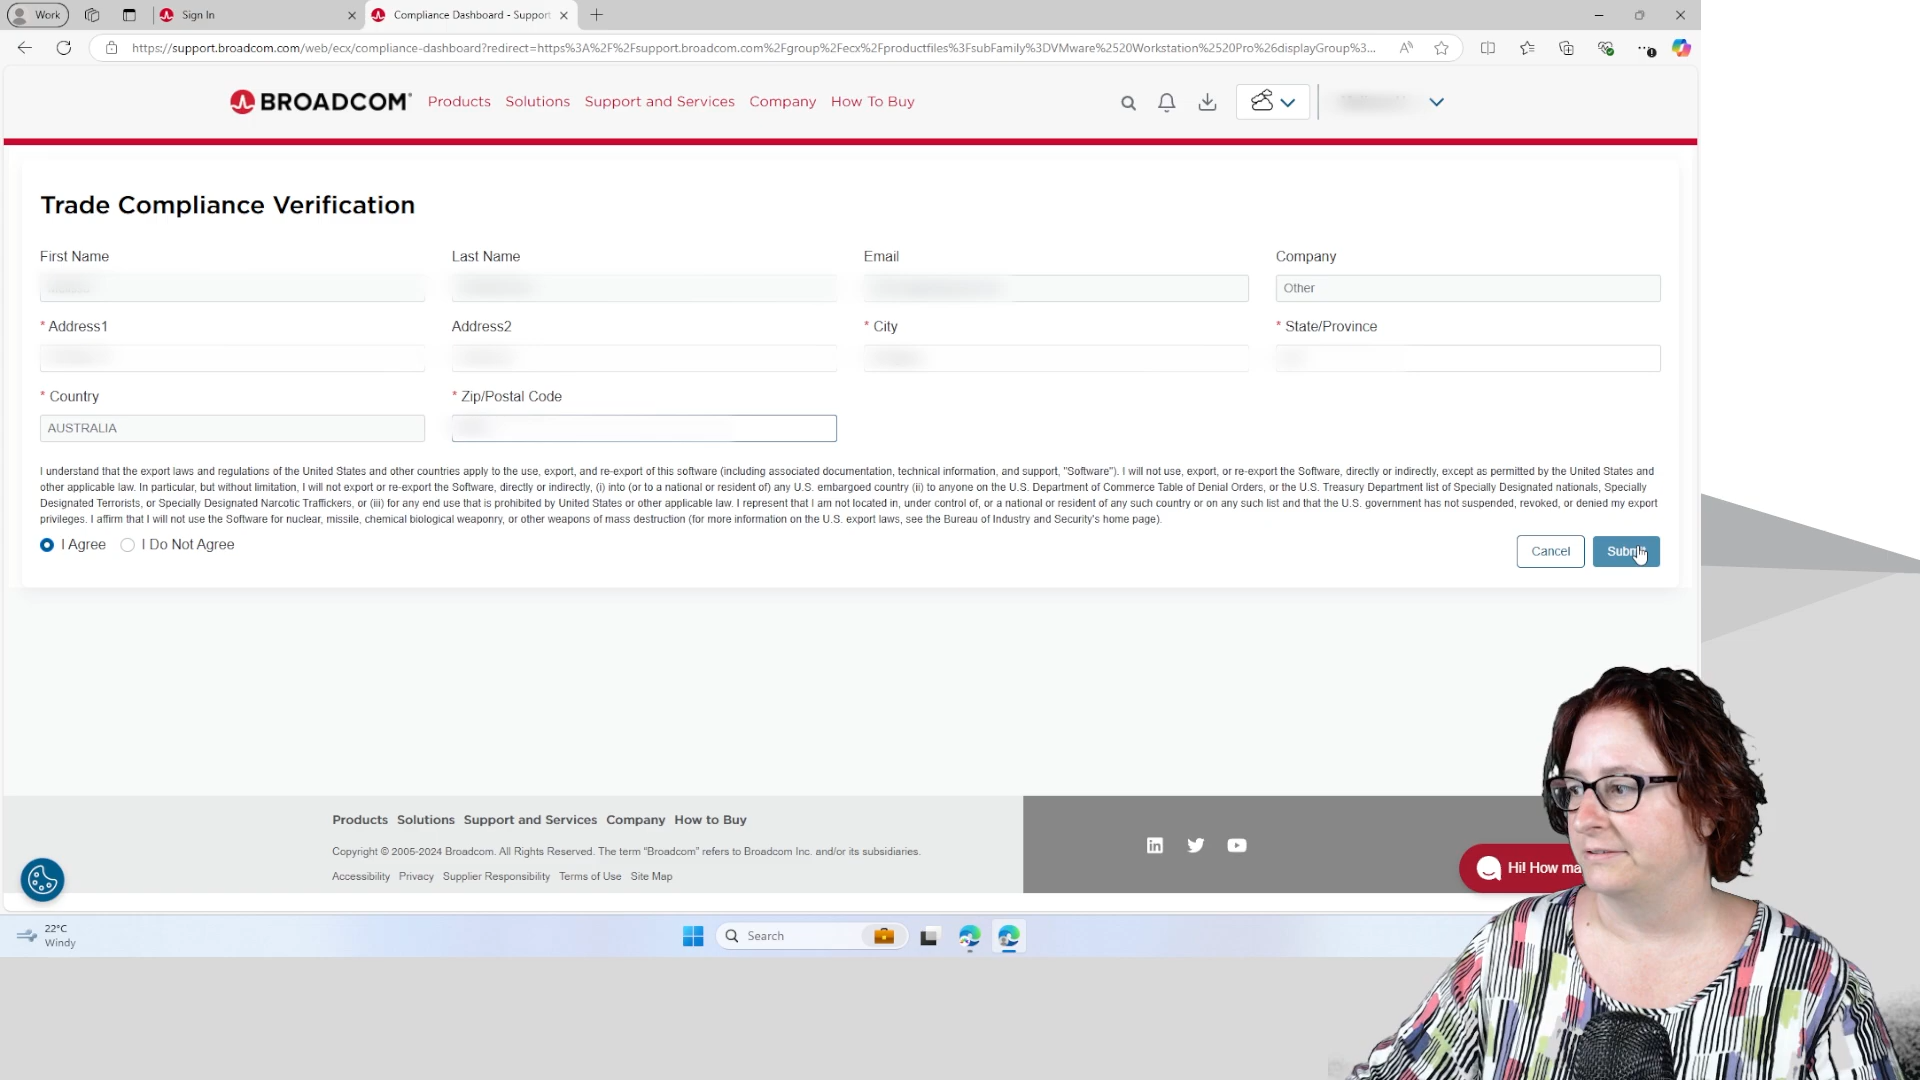 Work
Sign In
Compliance Dashboard - Support
https://support.broadcom.com/web/ecx/compliance-dashboard?redirect=https%3A%2F%2Fsupport.broadcom.com%2Fgroup%2Fecx%2Fproductfiles%3FsubFamily%3DVMware%2520Workstation%2520Pro%26displayGroup%3...
BROADCOM Products Solutions Support and Services Company How To Buy
Trade Compliance Verification
First Name Last Name Email Company
Other
* Address1 Address2 * City * State/Province
* Country * Zip/Postal Code
AUSTRALIA
I understand that the export laws and regulations of the United States and other countries apply to the use, export, and re-export of this software (including associated documentation, technical information, and support, "Software"). I will not use, export, or re-export the Software, directly or indirectly, except as permitted by the United States and
other applicable law. In particular, but without limitation, I will not export or re-export the Software, directly or indirectly, (i) into (or to a national or resident of) any U.S. embargoed country (ii) to anyone on the U.S. Department of Commerce Table of Denial Orders, or the U.S. Treasury Department list of Specially Designated nationals, Specially
Designated Terrorists, or Specially Designated Narcotic Traffickers, or (iii) for any end use that is prohibited by United States or other applicable law. I represent that I am not located in, under control of, or a national or resident of any such country or on any such list and that the U.S. government has not suspended, revoked, or denied my export
privileges. I affirm that I will not use the Software for nuclear, missile, chemical biological weaponry, or other weapons of mass destruction (for more information on the U.S. export laws, see the Bureau of Industry and Security's home page).
I Agree I Do Not Agree
Cancel Submit
Products Solutions Support and Services Company How to Buy
Copyright © 2005-2024 Broadcom. All Rights Reserved. The term "Broadcom" refers to Broadcom Inc. and/or its subsidiaries.
Accessibility Privacy Supplier Responsibility Terms of Use Site Map
Hi! How ma
22°C
Windy
Search